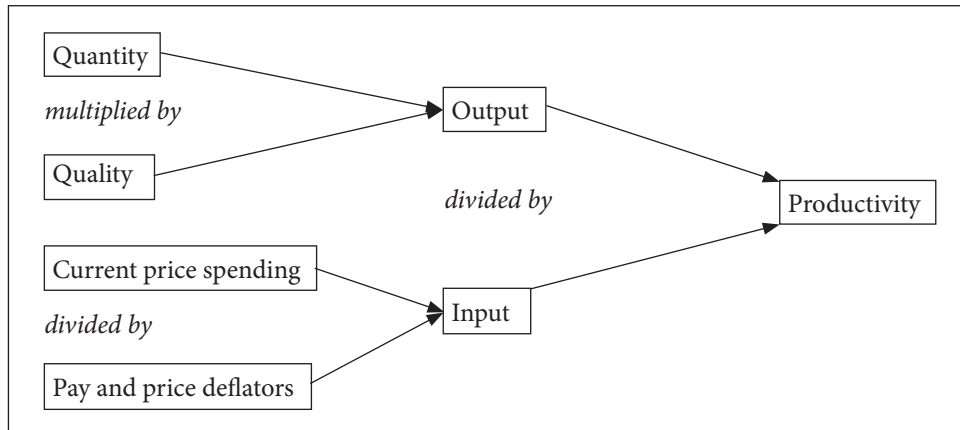 Quantity
multiplied by
Quality
Output
divided by
Productivity
Current price spending
divided by
Pay and price deflators
Input